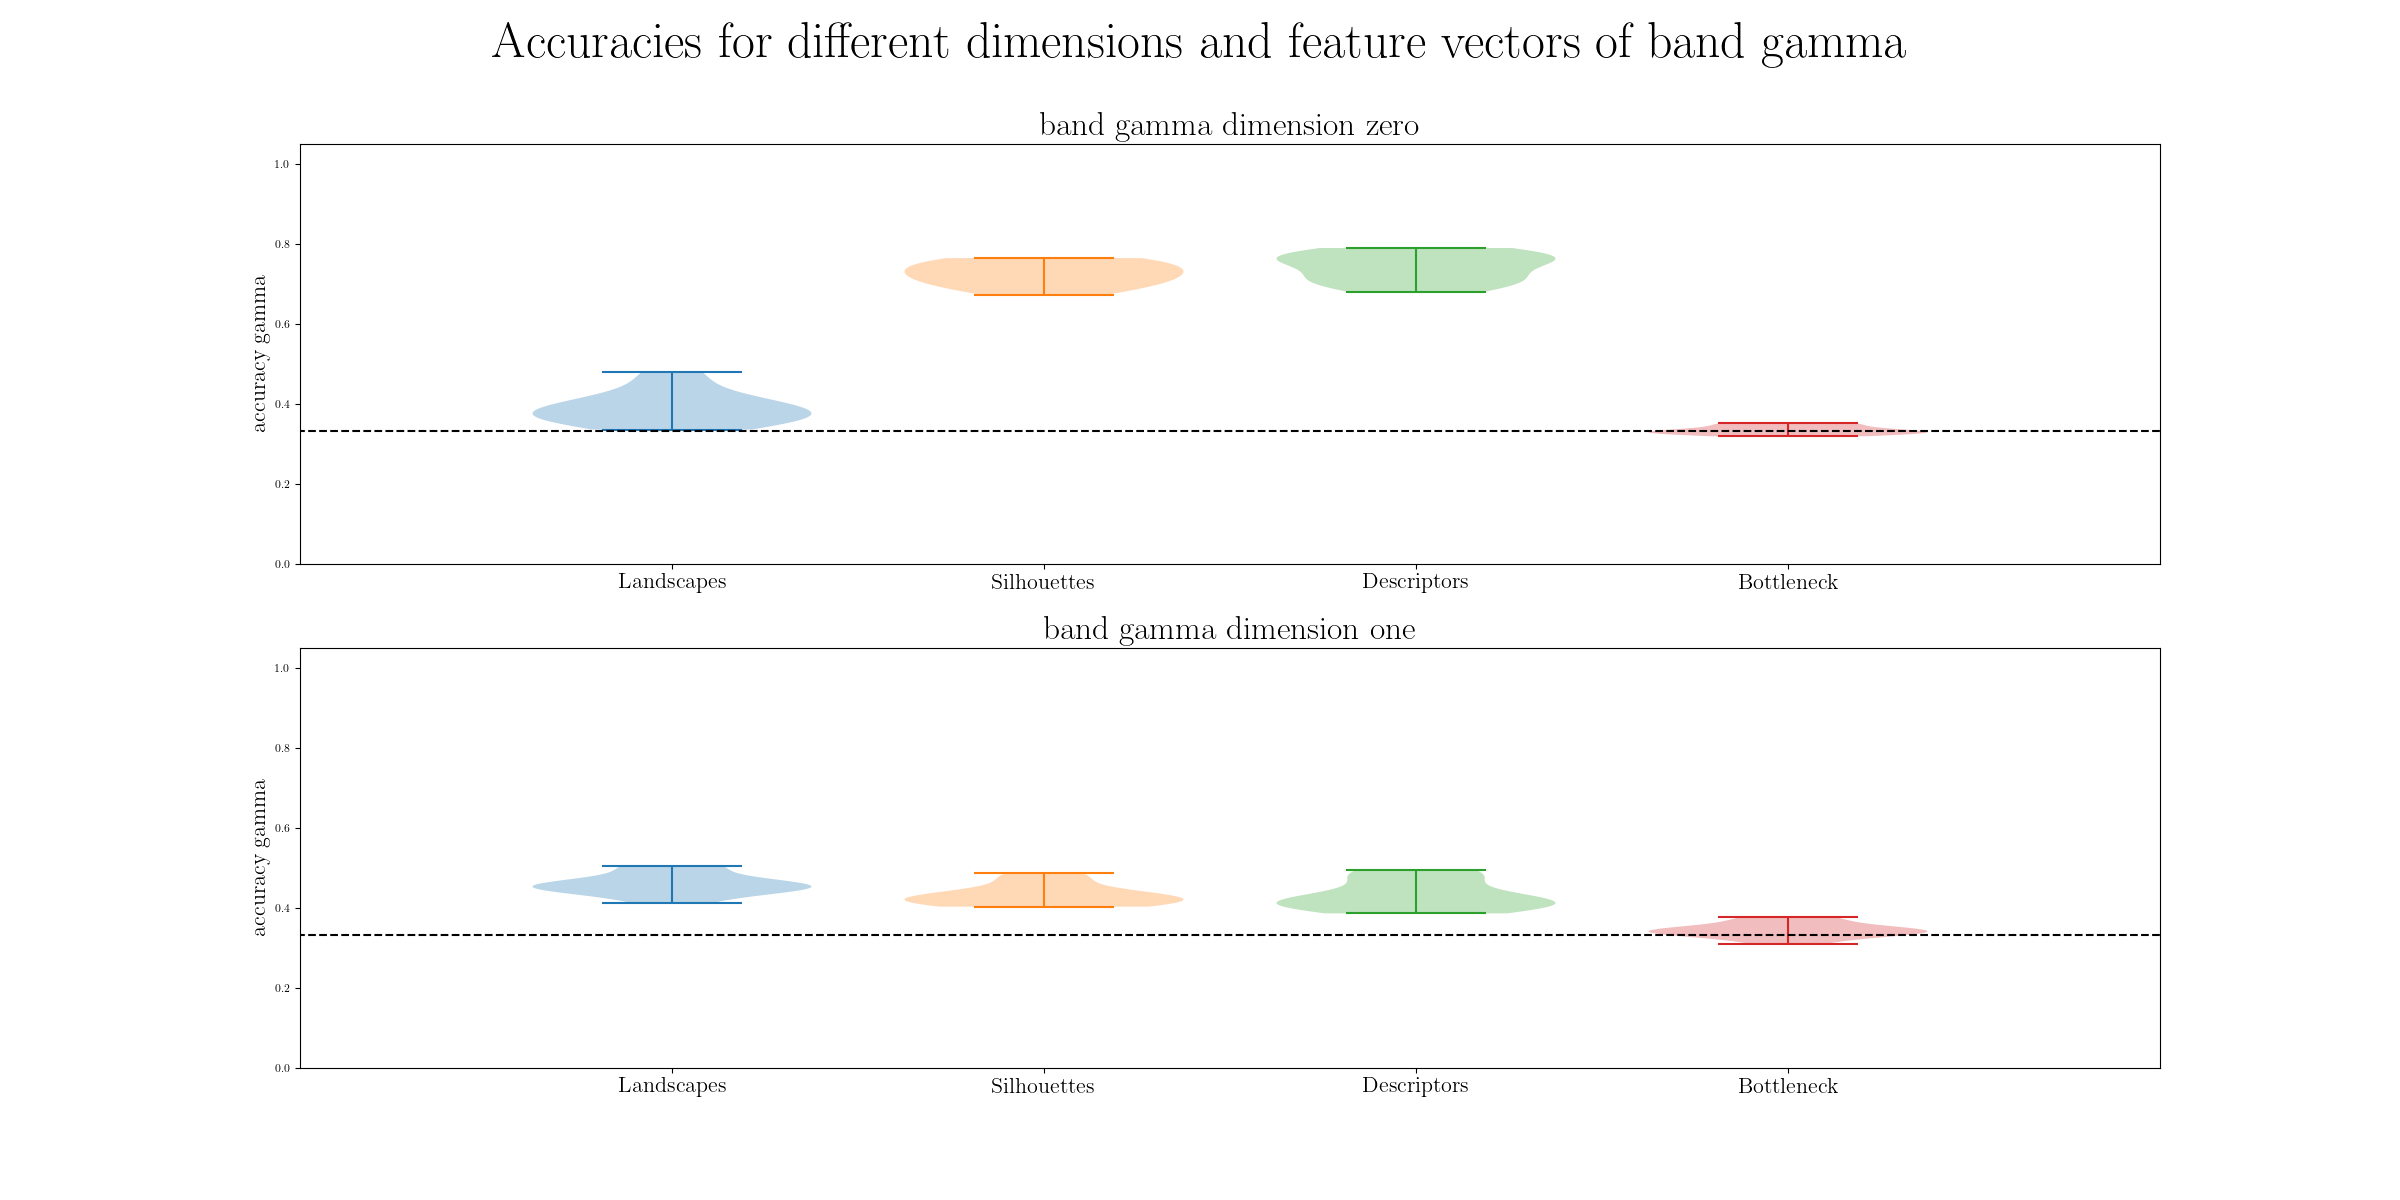 Accuracies for different dimensions and feature vectors of band gamma
band gamma dimension zero
accuracy gamma
1.0
0.8
0.6
0.4
0.2
0.0
Landscapes Silhouettes Descriptors Bottleneck
band gamma dimension one
accuracy gamma
1.0
0.8
0.6
0.4
0.2
0.0
Landscapes Silhouettes Descriptors Bottleneck